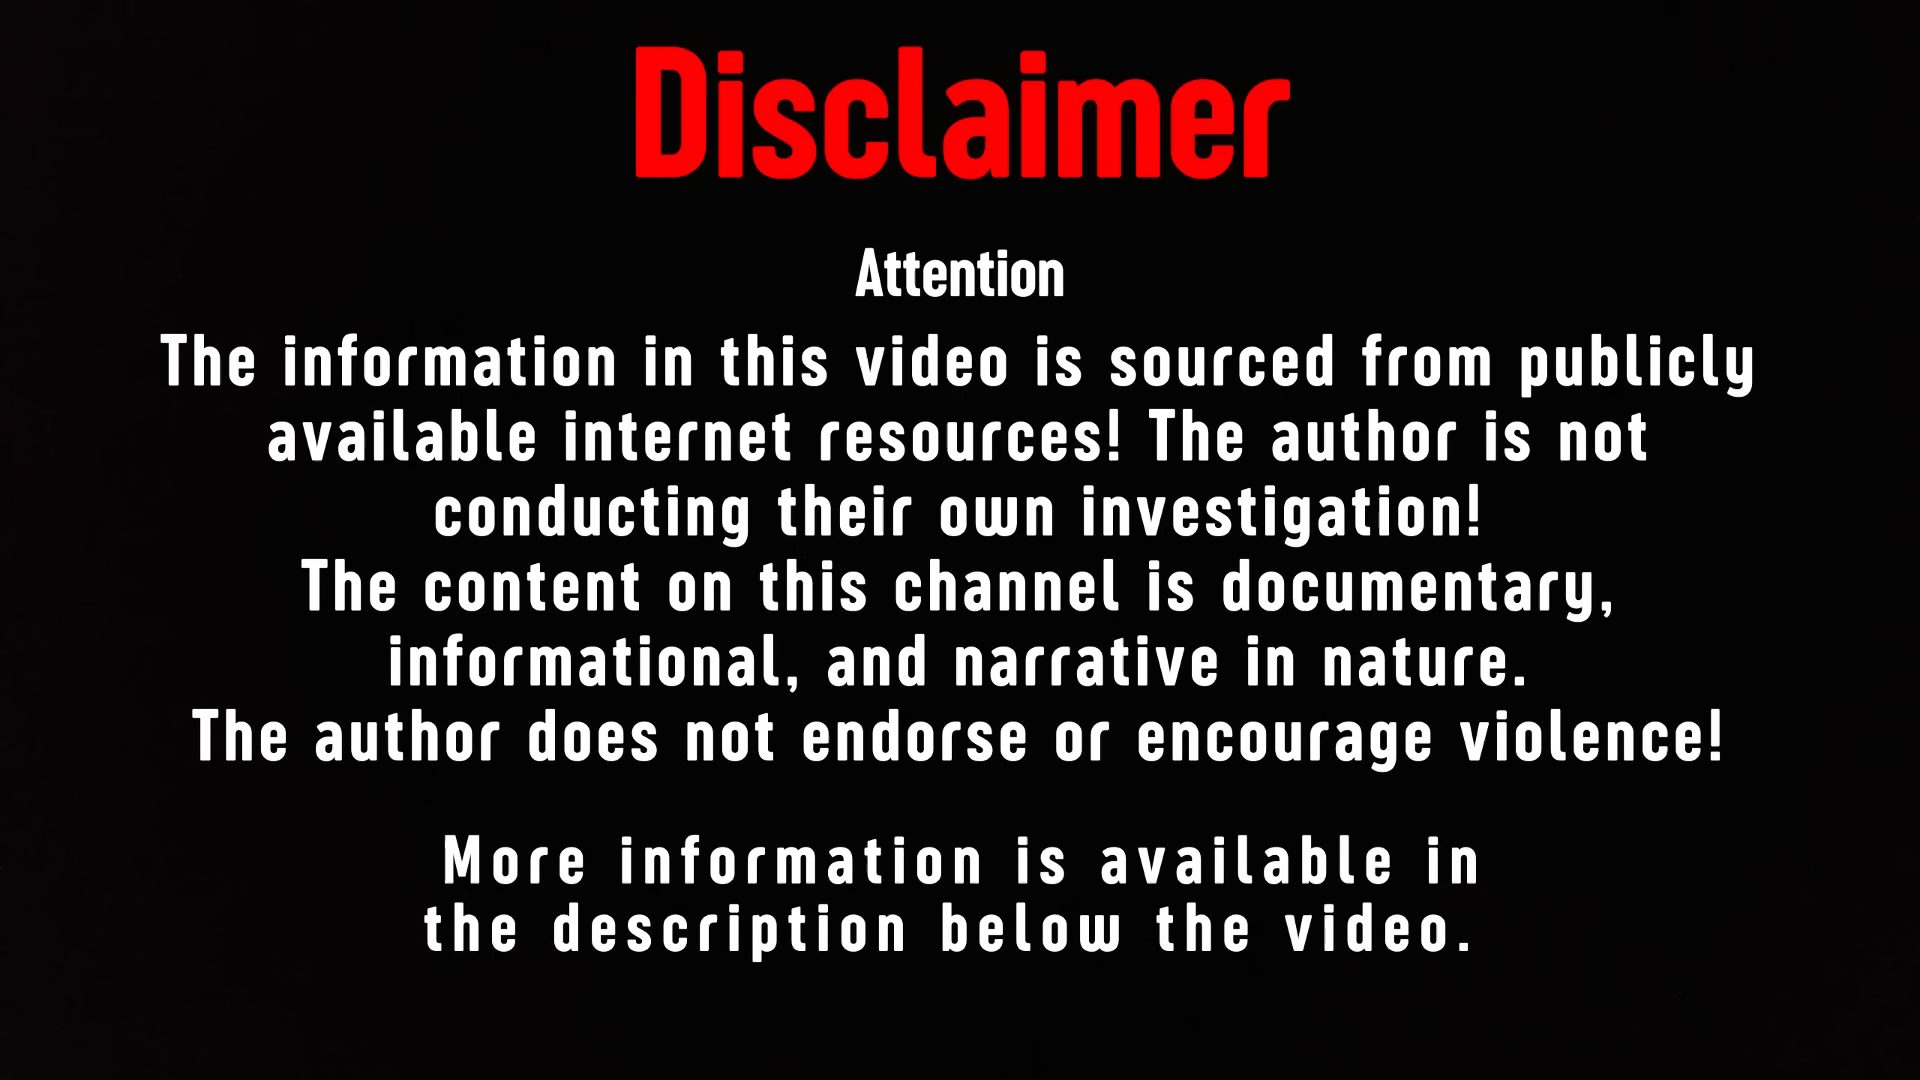 Disclaimer
Attention
The information in this video is sourced from publicly
available internet resources! The author is not
conducting their own investigation!
The content on this channel is documentary,
informational, and narrative in nature.
The author does not endorse or encourage violence!
More information is available in
the description below the video.